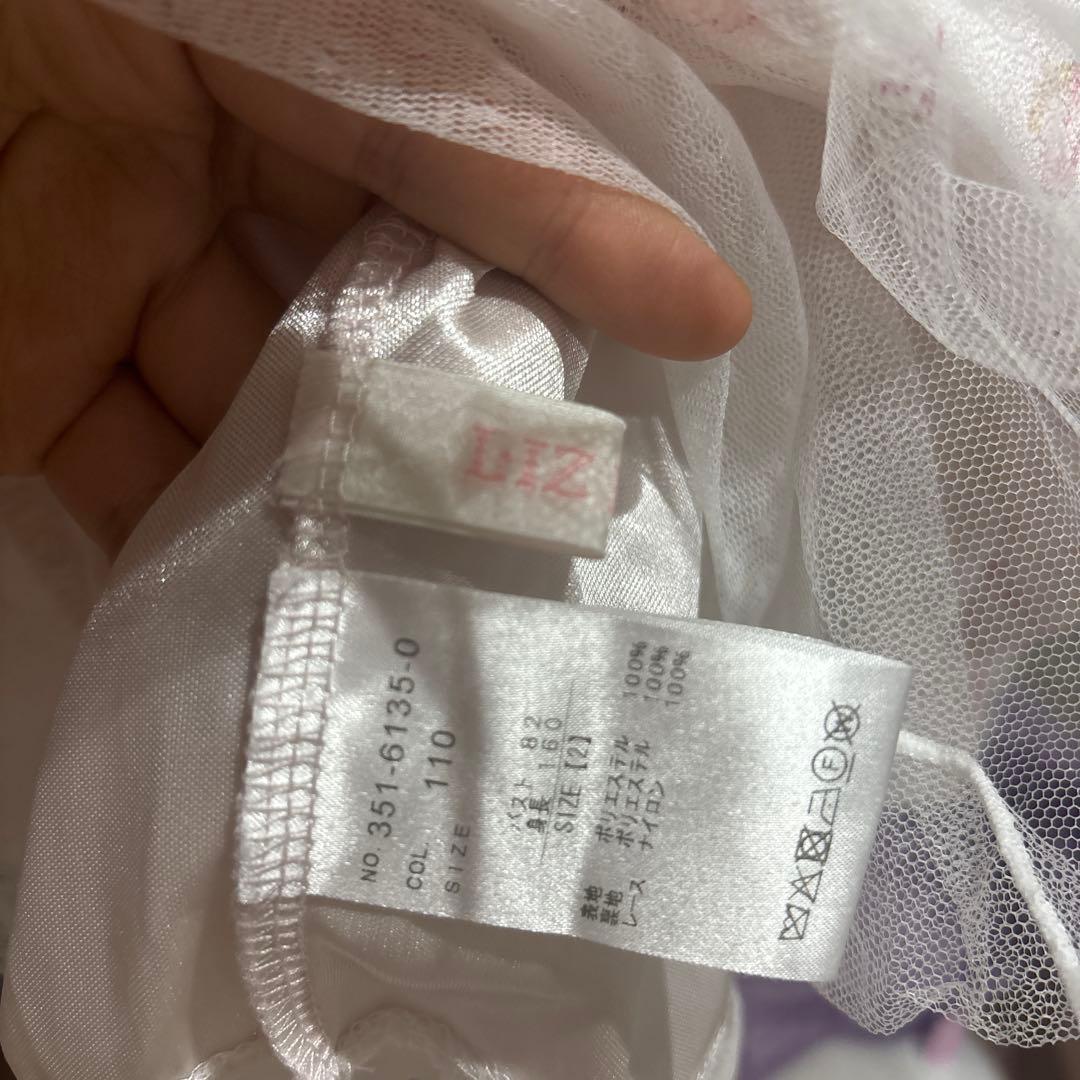 LIZ
NO. 351-6135-0
COL. 110
SIZE
バスト 82
身長 160
SIZE【2】
表地 ポリエステル 100%
裏地 ポリエステル 100%
レース ナイロン 100%
F
W